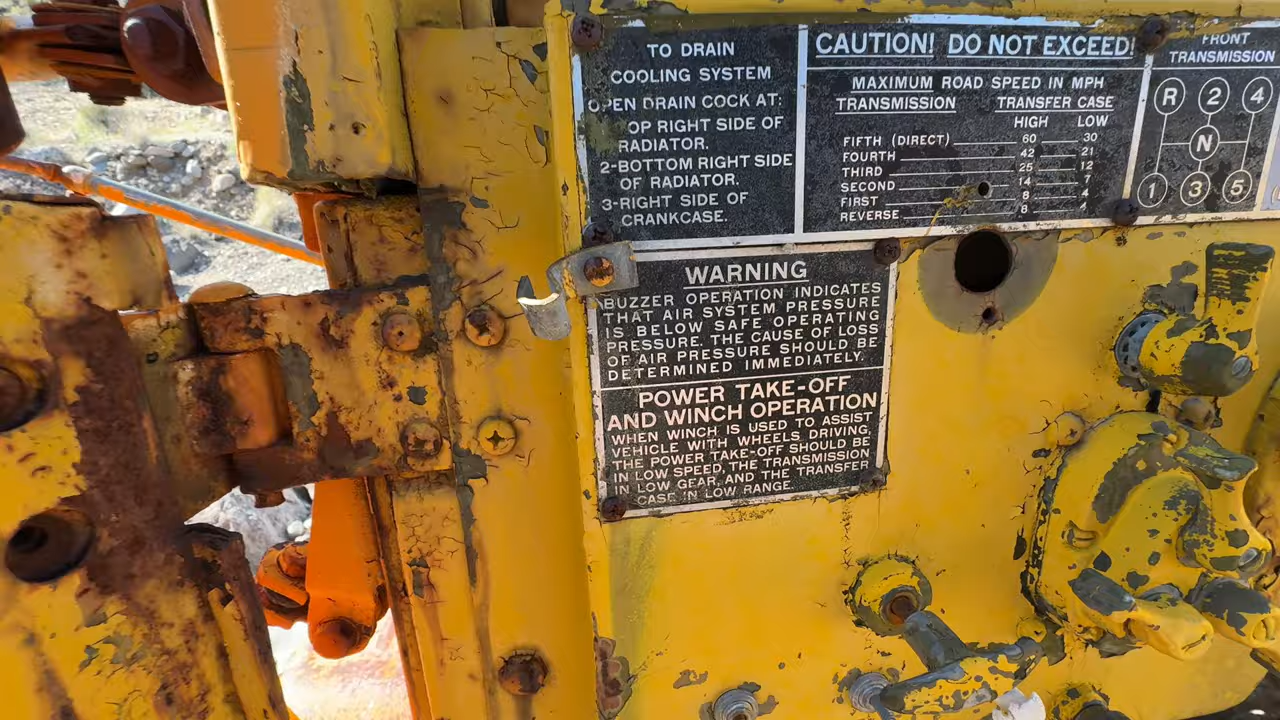 TO DRAIN
COOLING SYSTEM
OPEN DRAIN COCK AT:
OP RIGHT SIDE OF
RADIATOR.
2-BOTTOM RIGHT SIDE
OF RADIATOR.
3-RIGHT SIDE OF
CRANKCASE.
CAUTION! DO NOT EXCEED!
MAXIMUM ROAD SPEED IN MPH
TRANSMISSION TRANSFER CASE
HIGH LOW
FIFTH (DIRECT) 60 30
FOURTH 42 21
THIRD 25 12
SECOND 14 7
FIRST 8 4
REVERSE 8 4
FRONT
TRANSMISSION
R 2 4
N
1 3 5
WARNING
BUZZER OPERATION INDICATES
THAT AIR SYSTEM PRESSURE
IS BELOW SAFE OPERATING
PRESSURE. THE CAUSE OF LOSS
OF AIR PRESSURE SHOULD BE
DETERMINED IMMEDIATELY.
POWER TAKE-OFF
AND WINCH OPERATION
WHEN WINCH IS USED TO ASSIST
VEHICLE WITH WHEELS DRIVING,
THE POWER TAKE-OFF SHOULD BE
IN LOW SPEED, THE TRANSMISSION
IN LOW GEAR, AND THE TRANSFER
CASE IN LOW RANGE.